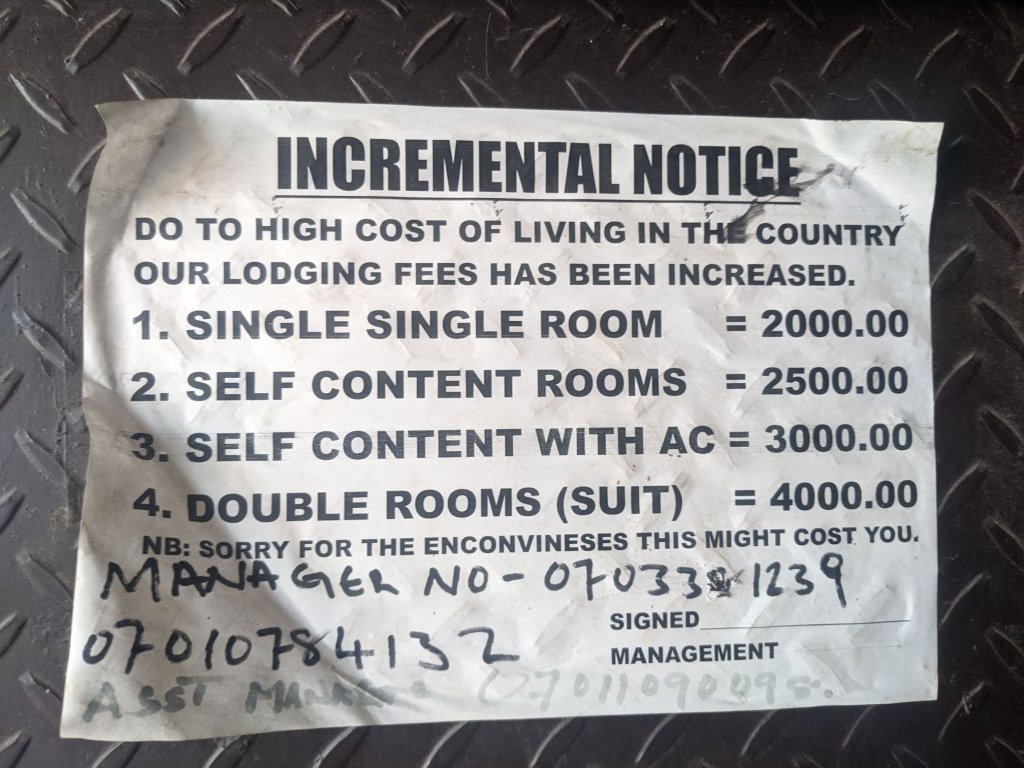 INCREMENTAL NOTICE
DO TO HIGH COST OF LIVING IN THE COUNTRY
OUR LODGING FEES HAS BEEN INCREASED.
1. SINGLE SINGLE ROOM = 2000.00
2. SELF CONTENT ROOMS = 2500.00
3. SELF CONTENT WITH AC = 3000.00
4. DOUBLE ROOMS (SUIT) = 4000.00
NB: SORRY FOR THE ENCONVINESES THIS MIGHT COST YOU.
MANAGER NO -
SIGNED
07010784132
MANAGEMENT
ASST MANAGER